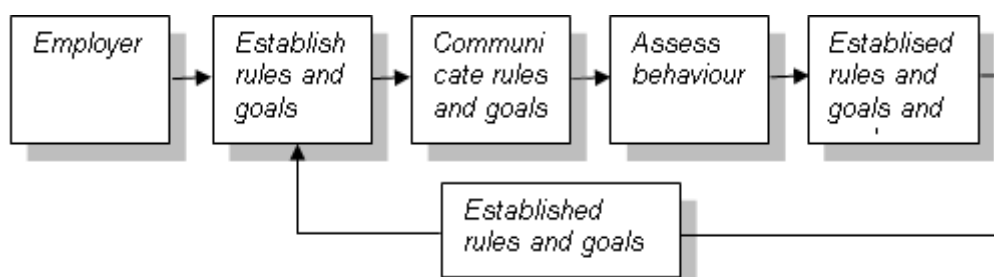 Employer
Establish
rules and
goals
Communi
cate rules
and goals
Assess
behaviour
Establised
rules and
goals and
Established
rules and goals